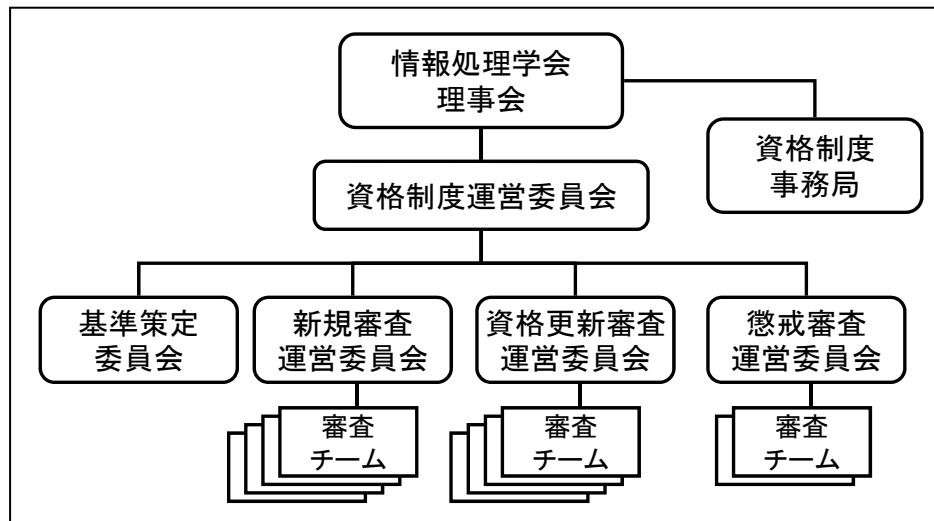 情報処理学会
理事会
資格制度
事務局
資格制度運営委員会
基準策定
委員会
新規審査
運営委員会
資格更新審査
運営委員会
懲戒審査
運営委員会
審査
チーム
審査
チーム
審査
チーム